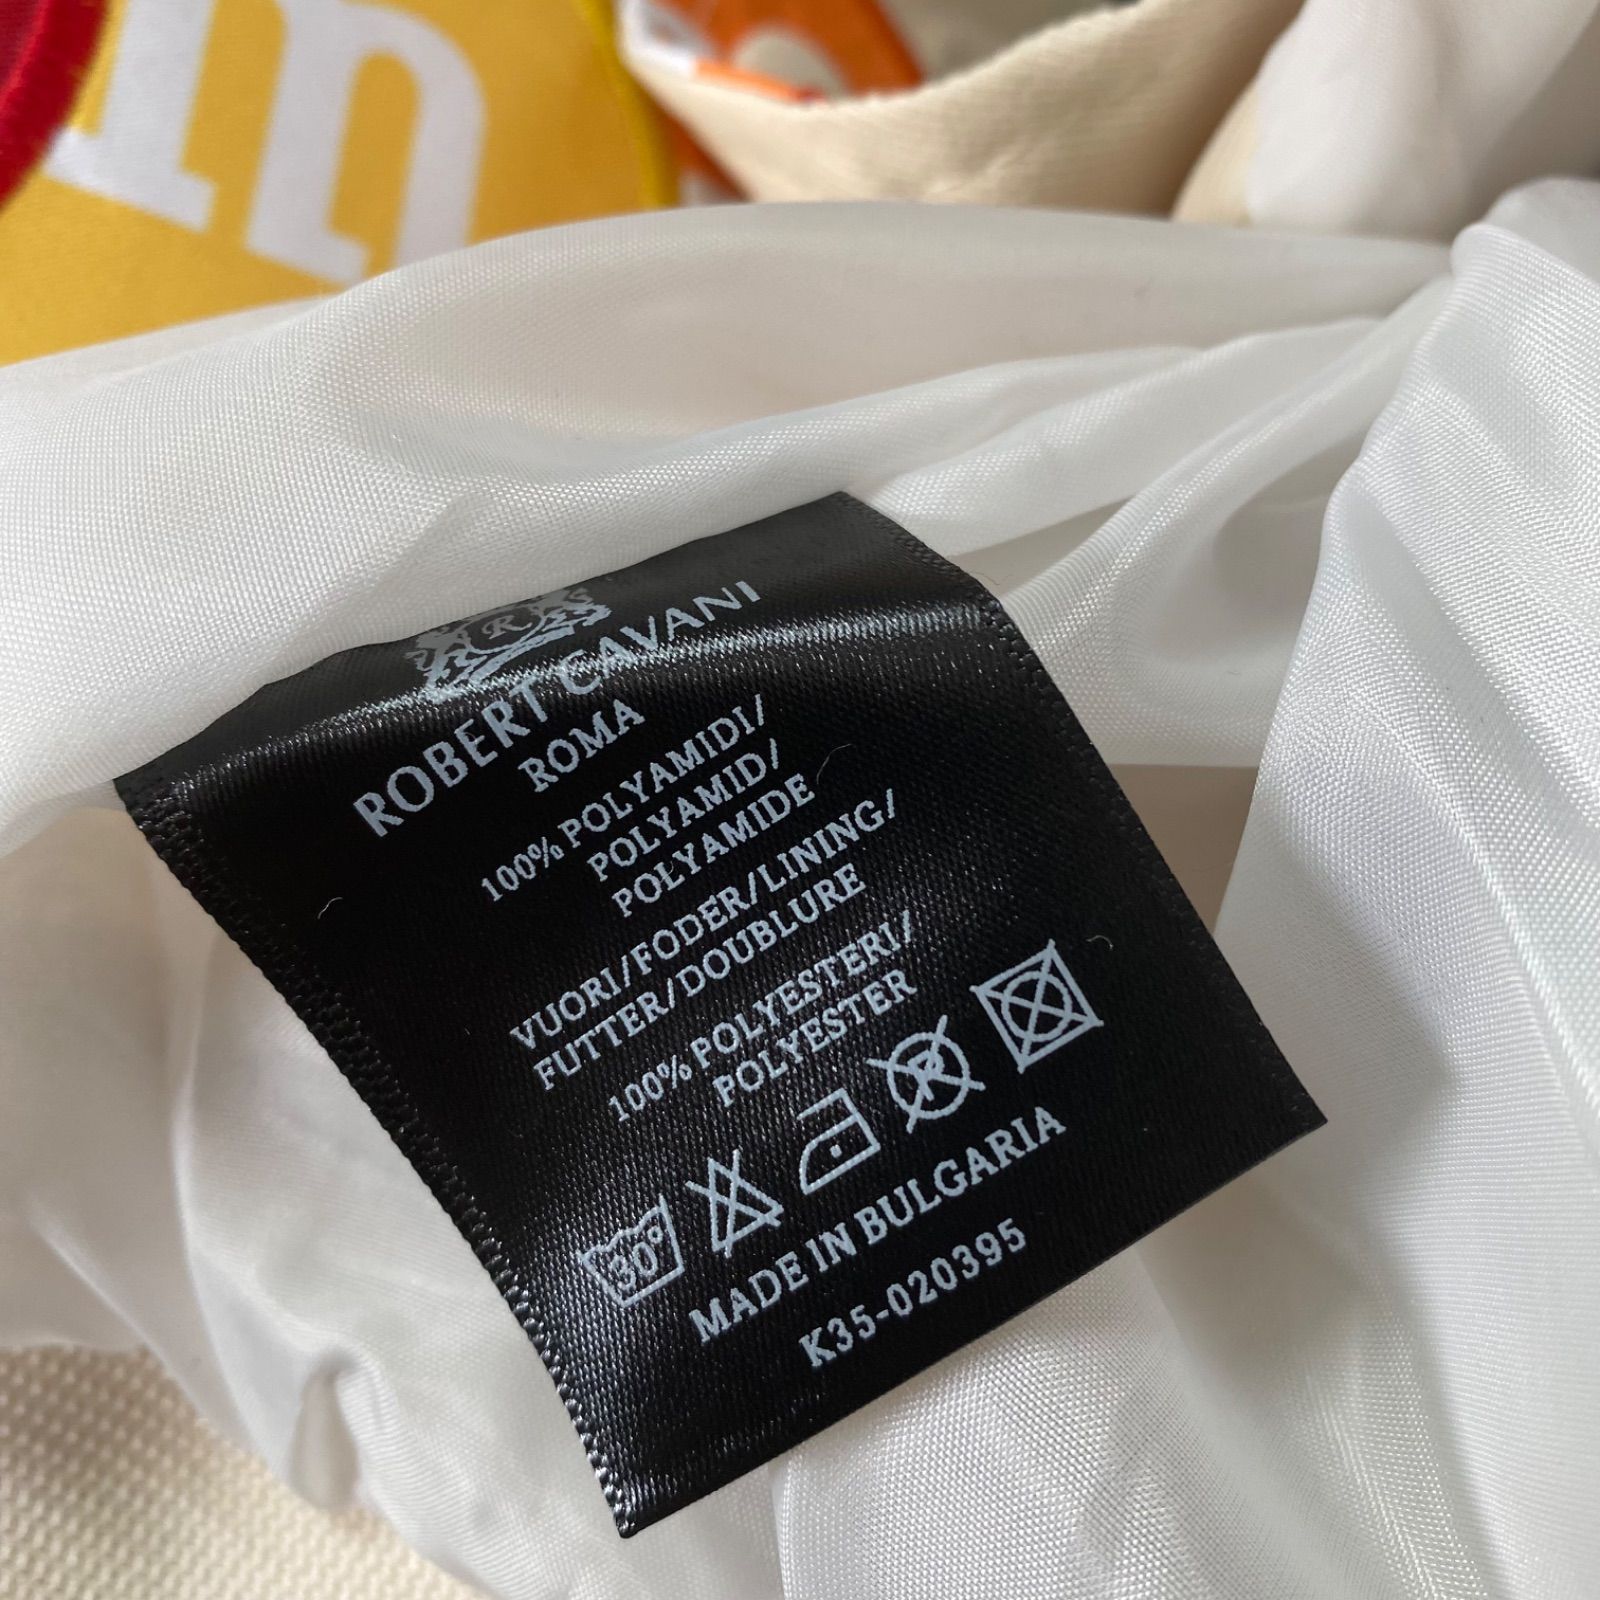 m
R
ROBERT CAVANI
ROMA
100% POLYAMIDI/
POLYAMID/
POLYAMIDE
VUORI/FODER/LINING/
FUTTER/DOUBLURE
100% POLYESTERI/
POLYESTER
30°
P
MADE IN BULGARIA
K35-020395